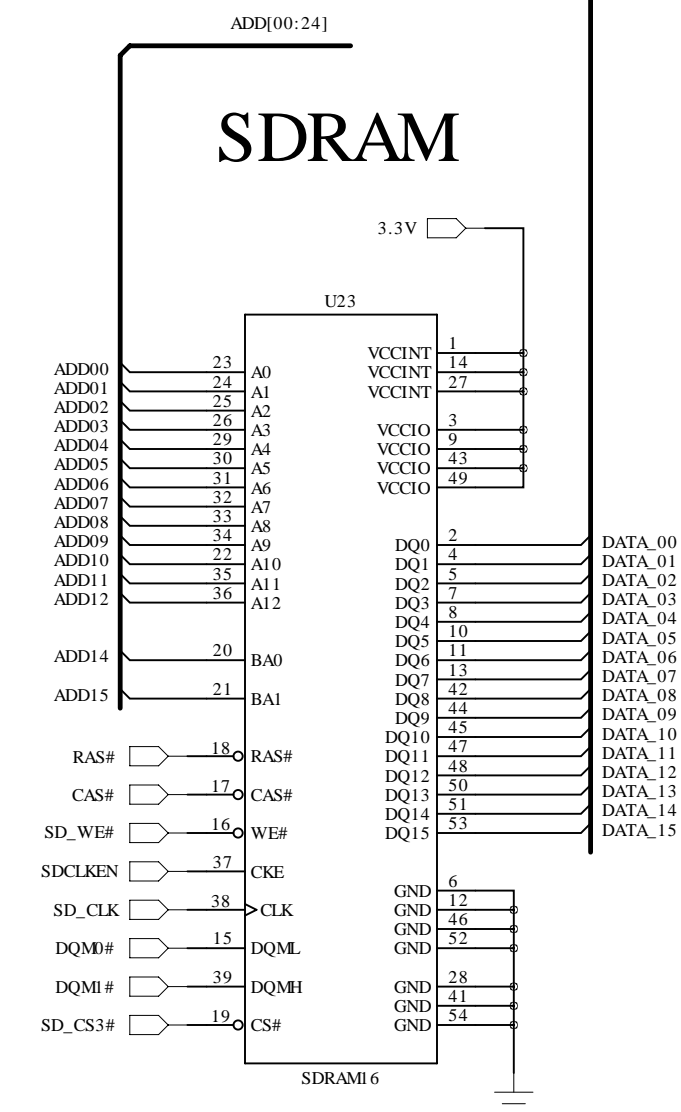 ADD[00:24]
SDRAM
3.3V
U23
VCCINT 1
VCCINT 14
VCCINT 27
VCCIO 3
VCCIO 9
VCCIO 43
VCCIO 49
ADD00 23 A0
ADD01 24 A1
ADD02 25 A2
ADD03 26 A3
ADD04 29 A4
ADD05 30 A5
ADD06 31 A6
ADD07 32 A7
ADD08 33 A8
ADD09 34 A9
ADD10 22 A10
ADD11 35 A11
ADD12 36 A12
ADD14 20 BA0
ADD15 21 BA1
DQ0 2 DATA_00
DQ1 4 DATA_01
DQ2 5 DATA_02
DQ3 7 DATA_03
DQ4 8 DATA_04
DQ5 10 DATA_05
DQ6 11 DATA_06
DQ7 13 DATA_07
DQ8 42 DATA_08
DQ9 44 DATA_09
DQ10 45 DATA_10
DQ11 47 DATA_11
DQ12 48 DATA_12
DQ13 50 DATA_13
DQ14 51 DATA_14
DQ15 53 DATA_15
RAS# 18 RAS#
CAS# 17 CAS#
SD_WE# 16 WE#
SDCLKEN 37 CKE
SD_CLK 38 CLK
DQM0# 15 DQML
DQM1# 39 DQMH
SD_CS3# 19 CS#
GND 6
GND 12
GND 46
GND 52
GND 28
GND 41
GND 54
SDRAM16